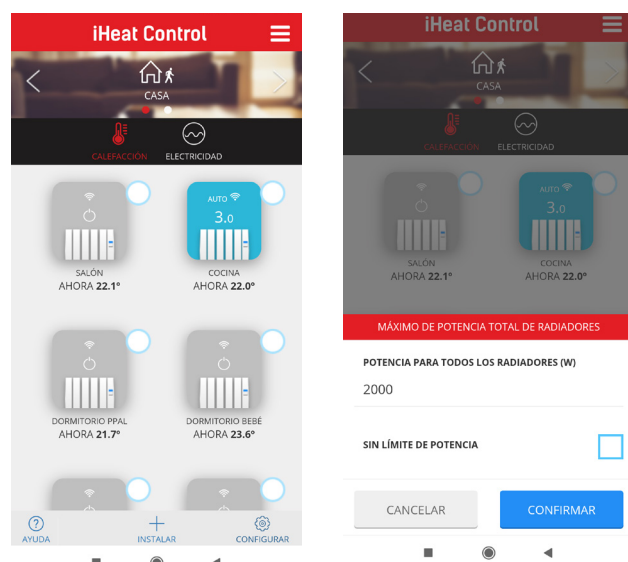 iHeat Control
CASA
CALEFACCIÓN ELECTRICIDAD
AUTO
3.0
SALÓN
AHORA 22.1°
COCINA
AHORA 22.0°
DORMITORIO PPAL
AHORA 21.7°
DORMITORIO BEBÉ
AHORA 23.6°
?
AYUDA
INSTALAR
CONFIGURAR
iHeat Control
CASA
CALEFACCIÓN ELECTRICIDAD
AUTO
3.0
SALÓN
AHORA 22.1°
COCINA
AHORA 22.0°
MÁXIMO DE POTENCIA TOTAL DE RADIADORES
POTENCIA PARA TODOS LOS RADIADORES (W)
2000
SIN LÍMITE DE POTENCIA
CANCELAR
CONFIRMAR